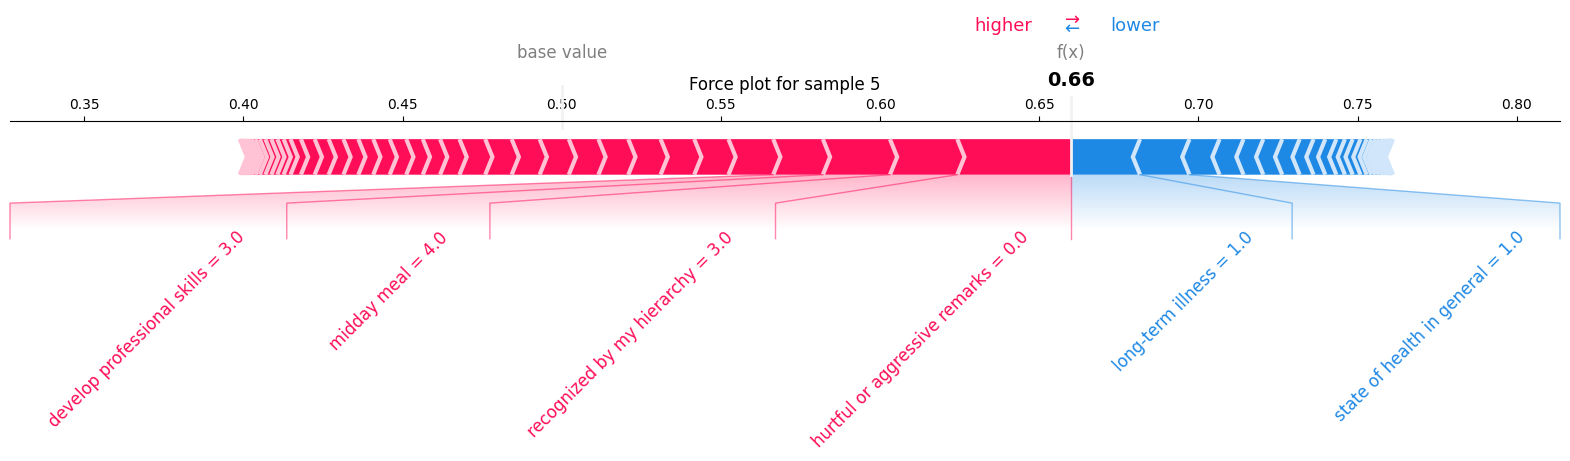 higher ⇄ lower
base value f(x)
0.66
Force plot for sample 5
0.35 0.40 0.45 0.50 0.55 0.60 0.65 0.70 0.75 0.80
develop professional skills = 3.0
midday meal = 4.0
recognized by my hierarchy = 3.0
hurtful or aggressive remarks = 0.0
long-term illness = 1.0
state of health in general = 1.0